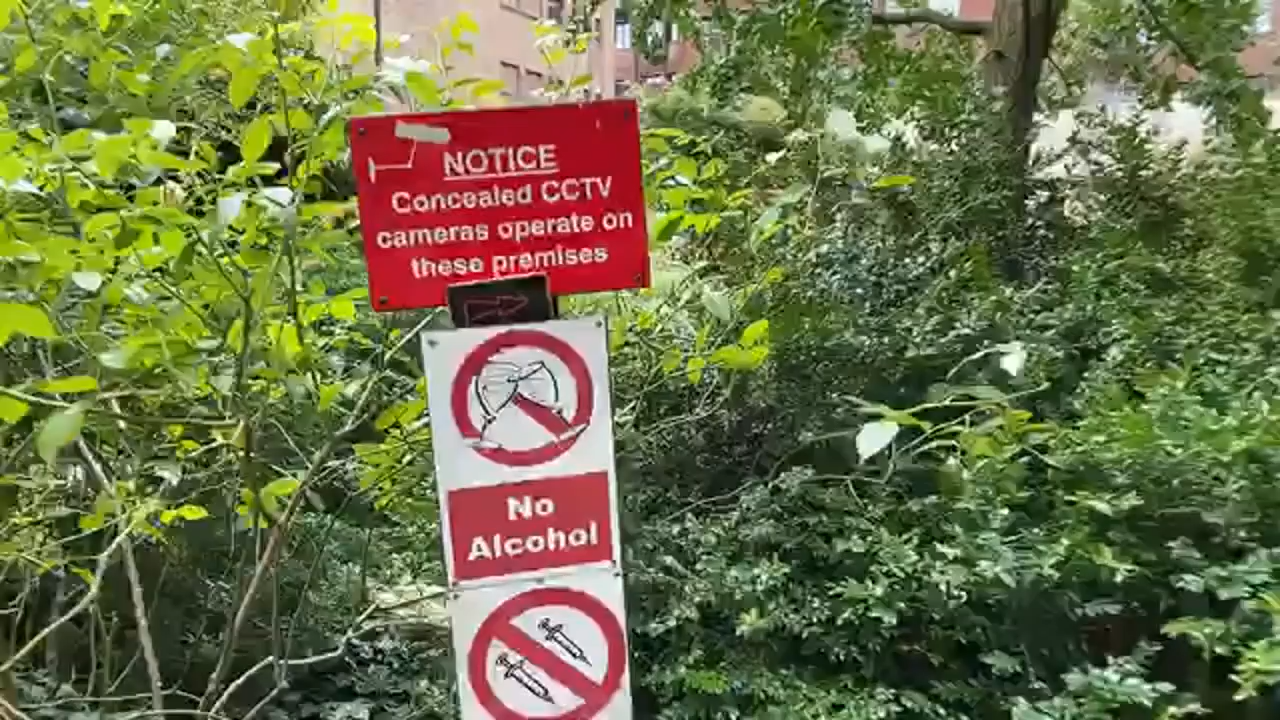 NOTICE
Concealed CCTV
cameras operate on
these premises
No
Alcohol